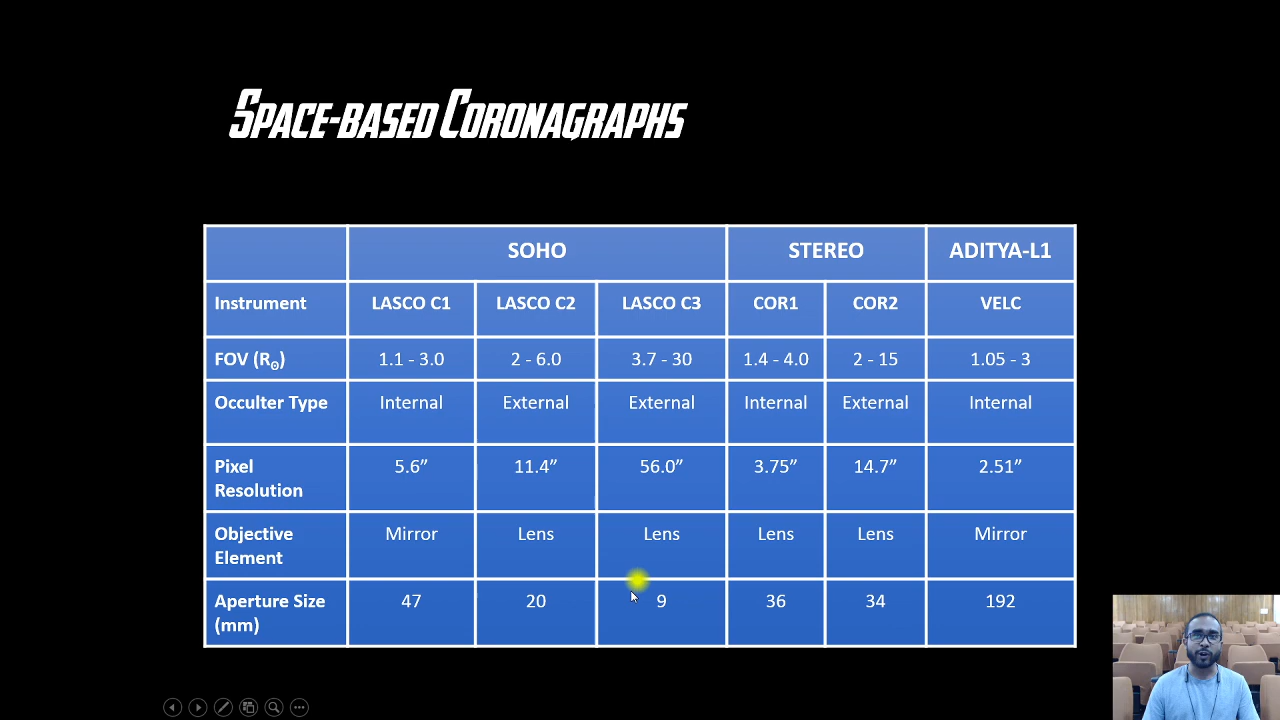 SPACE-BASED CORONAGRAPHS
SOHO STEREO ADITYA-L1
Instrument LASCO C1 LASCO C2 LASCO C3 COR1 COR2 VELC
FOV (R⊙) 1.1 - 3.0 2 - 6.0 3.7 - 30 1.4 - 4.0 2 - 15 1.05 - 3
Occulter Type Internal External External Internal External Internal
Pixel 5.6” 11.4” 56.0” 3.75” 14.7” 2.51”
Resolution
Objective Mirror Lens Lens Lens Lens Mirror
Element
Aperture Size 47 20 9 36 34 192
(mm)